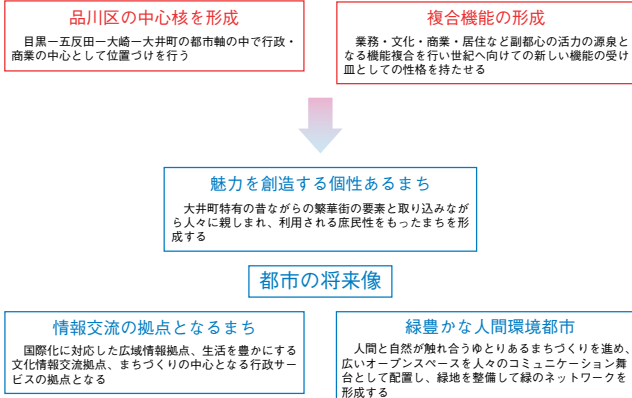 品川区の中心核を形成
目黒ー五反田ー大崎ー大井町の都市軸の中で行政・
商業の中心として位置づけを行う
複合機能の形成
業務・文化・商業・居住など副都心の活力の源泉と
なる機能複合を行い世紀へ向けての新しい機能の受け
皿としての性格を持たせる
魅力を創造する個性あるまち
大井町特有の昔ながらの繁華街の要素と取り込みなが
ら人々に親しまれ、利用される庶民性をもったまちを形
成する
都市の将来像
情報交流の拠点となるまち
国際化に対応した広域情報拠点、生活を豊かにする
文化情報交流拠点、まちづくりの中心となる行政サー
ビスの拠点となる
緑豊かな人間環境都市
人間と自然が触れ合うゆとりあるまちづくりを進め、
広いオープンスペースを人々のコミュニケーション舞
台として配置し、緑地を整備して緑のネットワークを
形成する